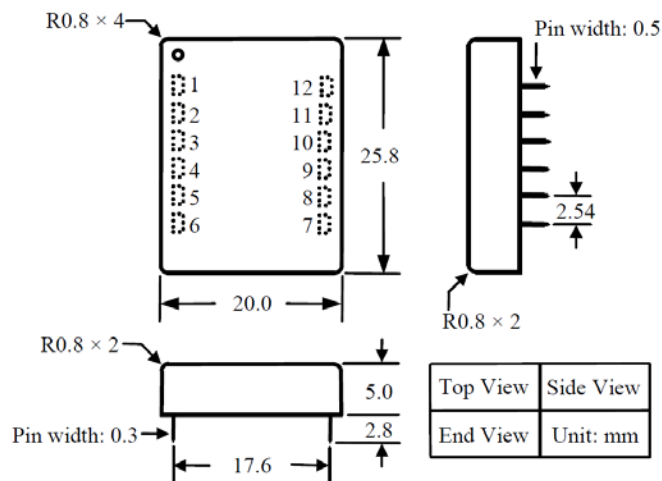 R0.8 × 4
Pin width: 0.5
1
2
3
4
5
6
12
11
10
9
8
7
25.8
2.54
20.0
R0.8 × 2
R0.8 × 2
5.0
2.8
Pin width: 0.3
17.6
Top View
Side View
End View
Unit: mm